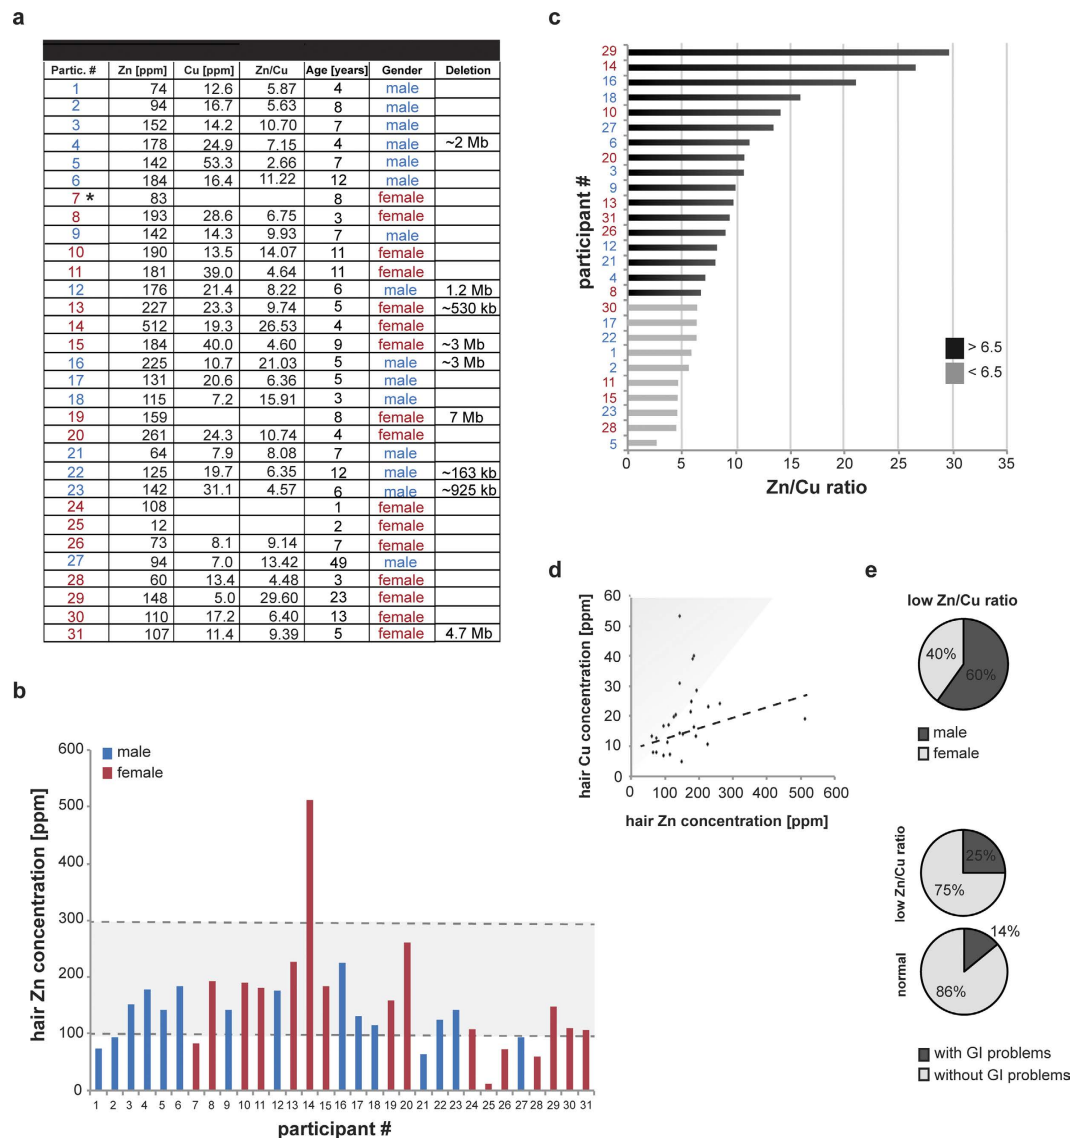 a
Partic. # Zn [ppm] Cu [ppm] Zn/Cu Age [years] Gender Deletion
1 74 12.6 5.87 4 male
2 94 16.7 5.63 8 male
3 152 14.2 10.70 7 male
4 178 24.9 7.15 4 male ~2 Mb
5 142 53.3 2.66 7 male
6 184 16.4 11.22 12 male
7 * 83 8 female
8 193 28.6 6.75 3 female
9 142 14.3 9.93 7 male
10 190 13.5 14.07 11 female
11 181 39.0 4.64 11 female
12 176 21.4 8.22 6 male 1.2 Mb
13 227 23.3 9.74 5 female ~530 kb
14 512 19.3 26.53 4 female
15 184 40.0 4.60 9 female ~3 Mb
16 225 10.7 21.03 5 male ~3 Mb
17 131 20.6 6.36 5 male
18 115 7.2 15.91 3 male
19 159 8 female 7 Mb
20 261 24.3 10.74 4 female
21 64 7.9 8.08 7 male
22 125 19.7 6.35 12 male ~163 kb
23 142 31.1 4.57 6 male ~925 kb
24 108 1 female
25 12 2 female
26 73 8.1 9.14 7 female
27 94 7.0 13.42 49 male
28 60 13.4 4.48 3 female
29 148 5.0 29.60 23 female
30 110 17.2 6.40 13 female
31 107 11.4 9.39 5 female 4.7 Mb
b
male
female
hair Zn concentration [ppm]
600
500
400
300
200
100
0
1 2 3 4 5 6 7 8 9 10 11 12 13 14 15 16 17 18 19 20 21 22 23 24 25 26 27 28 29 30 31
participant #
c
participant #
29
14
16
18
10
27
6
20
3
9
13
31
26
12
21
4
8
30
17
22
1
2
11
15
23
28
5
> 6.5
< 6.5
0 5 10 15 20 25 30 35
Zn/Cu ratio
d
hair Cu concentration [ppm]
60
50
40
30
20
10
0
0 100 200 300 400 500 600
hair Zn concentration [ppm]
e
low Zn/Cu ratio
40%
60%
male
female
low Zn/Cu ratio
25%
75%
normal
14%
86%
with GI problems
without GI problems